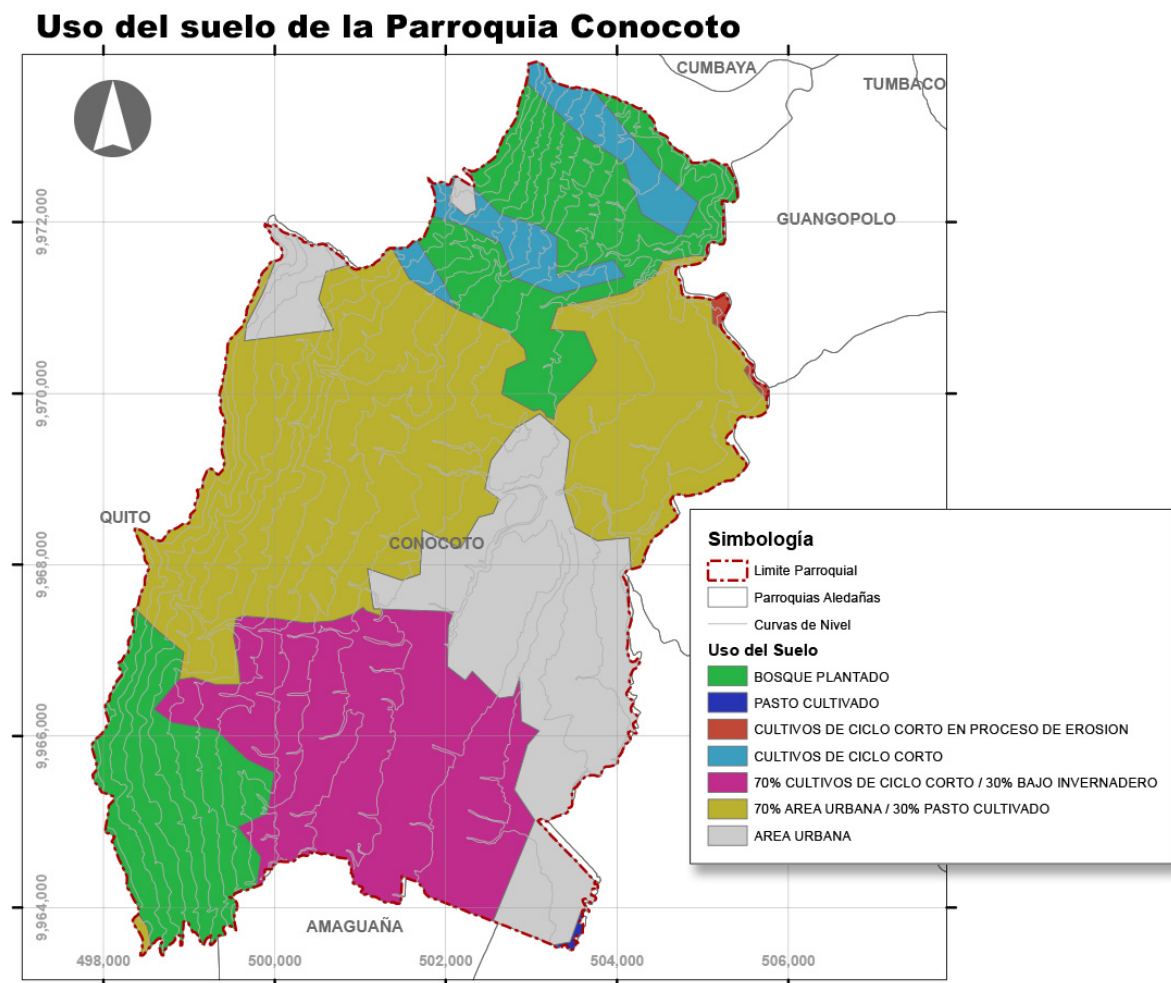 Uso del suelo de la Parroquia Conocoto
CUMBAYA
TUMBACO
GUANGOPOLO
9,972,000
9,970,000
QUITO
CONOCOTO
9,968,000
9,966,000
9,964,000
AMAGUAÑA
498,000
500,000
502,000
504,000
506,000
Simbología
Limite Parroquial
Parroquias Aledañas
Curvas de Nivel
Uso del Suelo
BOSQUE PLANTADO
PASTO CULTIVADO
CULTIVOS DE CICLO CORTO EN PROCESO DE EROSION
CULTIVOS DE CICLO CORTO
70% CULTIVOS DE CICLO CORTO / 30% BAJO INVERNADERO
70% AREA URBANA / 30% PASTO CULTIVADO
AREA URBANA